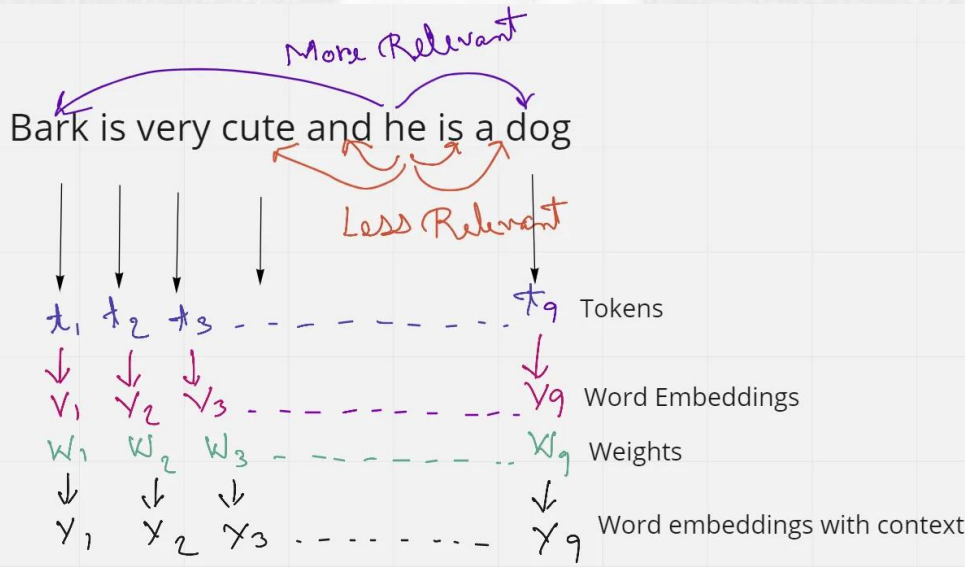 More Relevant
Bark is very cute and he is a dog
Less Relevant
t1 t2 t3 - - - - - - - - t9 Tokens
V1 V2 V3 - - - - - - - - - V9 Word Embeddings
W1 W2 W3 - - - - - - - .. W9 Weights
Y1 Y2 Y3 - - - - - - - - Y9 Word embeddings with context